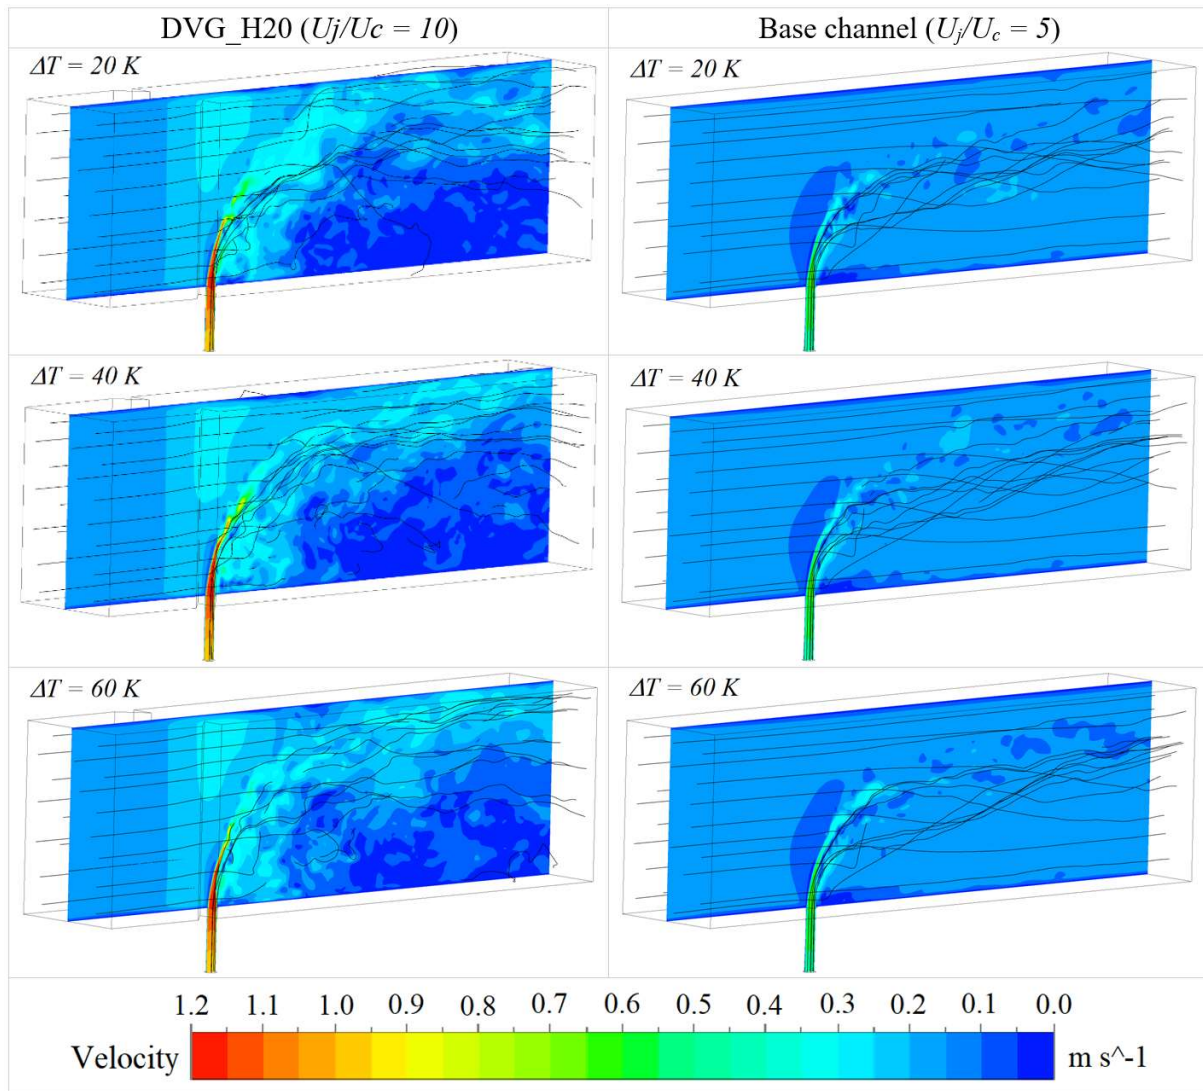 DVG_H20 (Uj/Uc = 10)
Base channel (Uj/Uc = 5)
ΔT = 20 K
ΔT = 20 K
ΔT = 40 K
ΔT = 40 K
ΔT = 60 K
ΔT = 60 K
1.2 1.1 1.0 0.9 0.8 0.7 0.6 0.5 0.4 0.3 0.2 0.1 0.0
Velocity m s^-1